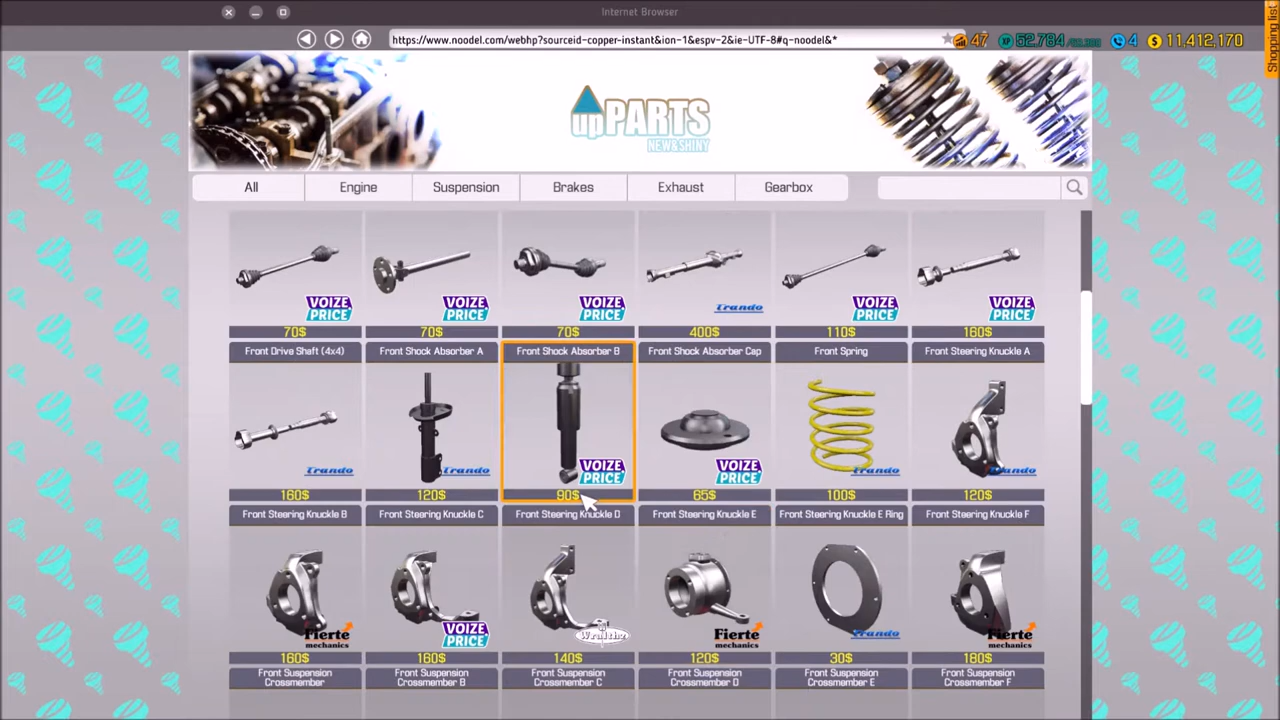 Internet Browser
Shopping list
https://www.noodel.com/webhp?sourceid-copper-instant&ion-1&espv-2&ie-UTF-8#q-noodel&*
47
52,784
4
11,412,170
upPARTS
NEW&SHINY
All Engine Suspension Brakes Exhaust Gearbox
VOIZE PRICE VOIZE PRICE VOIZE PRICE Trando VOIZE PRICE VOIZE PRICE
70$ 70$ 70$ 400$ 110$ 160$
Front Drive Shaft (4x4) Front Shock Absorber A Front Shock Absorber B Front Shock Absorber Cap Front Spring Front Steering Knuckle A
Trando Trando VOIZE PRICE VOIZE PRICE Trando Trando
160$ 120$ 90$ 65$ 100$ 120$
Front Steering Knuckle B Front Steering Knuckle C Front Steering Knuckle D Front Steering Knuckle E Front Steering Knuckle E Ring Front Steering Knuckle F
Fierte mechanics VOIZE PRICE Wraithy Fierte mechanics Trando Fierte mechanics
160$ 160$ 140$ 120$ 30$ 180$
Front Suspension Crossmember Front Suspension Crossmember B Front Suspension Crossmember C Front Suspension Crossmember D Front Suspension Crossmember E Front Suspension Crossmember F